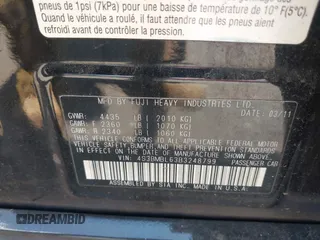 pneus de 1psi (7kPa) pour une baisse de température de 10°F(5°C).
Quand le véhicule a roulé, il faut attendre que les pneus aient
refroidi avant de contrôler la pression.
MFD. BY FUJI HEAVY INDUSTRIES LTD.
DATE: 03/11
GVWR: 4435 LB ( 2010 KG)
GAWR: F. 2360 LB ( 1070 KG)
GAWR: R. 2340 LB ( 1060 KG)
THIS VEHICLE CONFORMS TO ALL APPLICABLE FEDERAL MOTOR
VEHICLE SAFETY, BUMPER AND THEFT PREVENTION STANDARDS
IN EFFECT ON THE DATE OF MANUFACTURE SHOWN ABOVE.
VIN: 4S3BMBL63B3248799
PASSENGER CAR
ASSEMBLED BY SIA, INC. MADE IN U.S.A.
DREAMBID